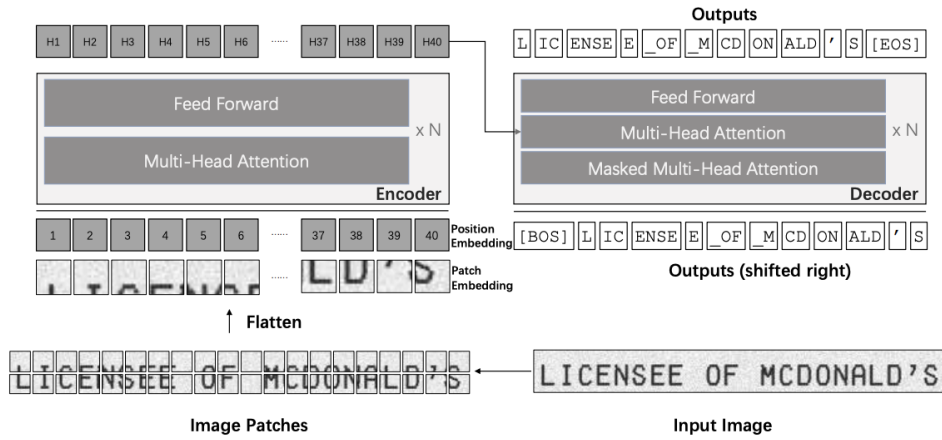 Outputs
H1 H2 H3 H4 H5 H6 ...... H37 H38 H39 H40
L IC ENSE E _OF _M CD ON ALD ' S [EOS]
Feed Forward
Multi-Head Attention
x N
Encoder
Feed Forward
Multi-Head Attention
Masked Multi-Head Attention
x N
Decoder
1 2 3 4 5 6 ...... 37 38 39 40
Position
Embedding
[BOS] L IC ENSE E _OF _M CD ON ALD ' S
LICENSE ...... LD'S
Patch
Embedding
Outputs (shifted right)
Flatten
LICENSEE OF MCDONALD'S
LICENSEE OF MCDONALD'S
Image Patches
Input Image